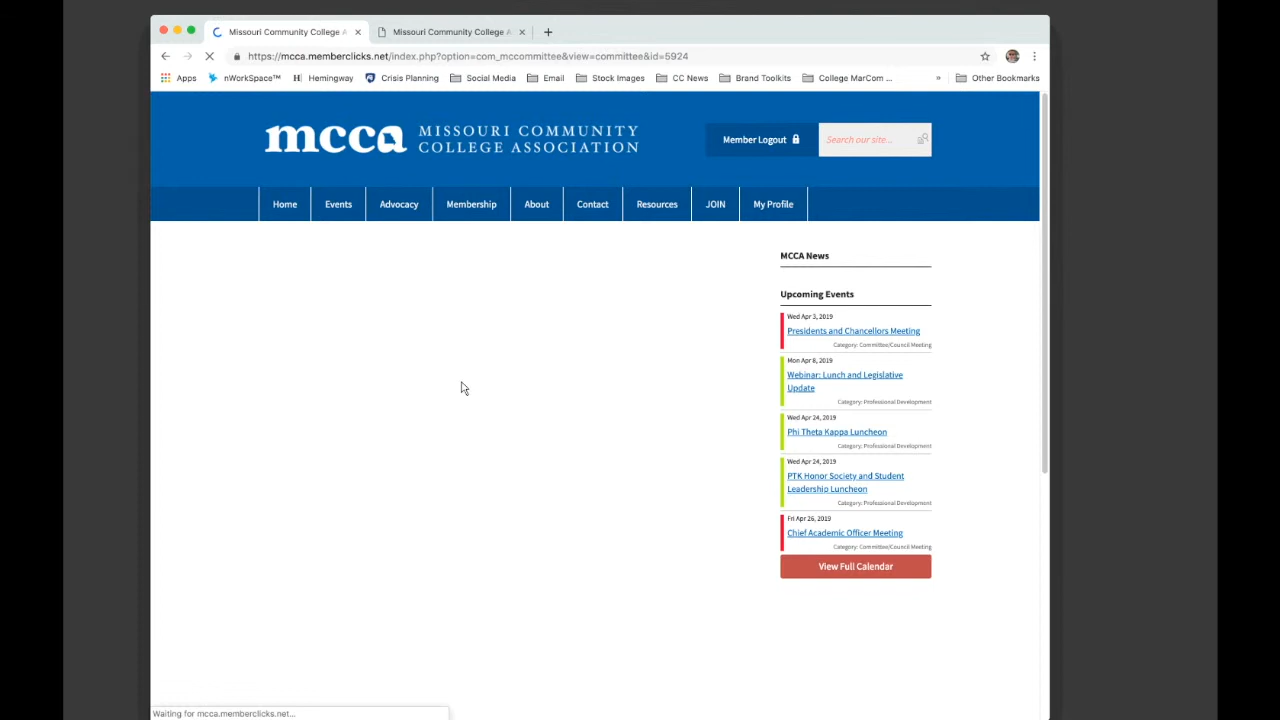 Missouri Community College A
Missouri Community College A
https://mcca.memberclicks.net/index.php?option=com_mccommittee&view=committee&id=5924
Apps
nWorkSpace™
Hemingway
Crisis Planning
Social Media
Email
Stock Images
CC News
Brand Toolkits
College MarCom ...
»
Other Bookmarks
mcca
MISSOURI COMMUNITY
COLLEGE ASSOCIATION
Member Logout
Search our site...
Home
Events
Advocacy
Membership
About
Contact
Resources
JOIN
My Profile
MCCA News
Upcoming Events
Wed Apr 3, 2019
Presidents and Chancellors Meeting
Category: Committee/Council Meeting
Mon Apr 8, 2019
Webinar: Lunch and Legislative
Update
Category: Professional Development
Wed Apr 24, 2019
Phi Theta Kappa Luncheon
Category: Professional Development
Wed Apr 24, 2019
PTK Honor Society and Student
Leadership Luncheon
Category: Professional Development
Fri Apr 26, 2019
Chief Academic Officer Meeting
Category: Committee/Council Meeting
View Full Calendar
Waiting for mcca.memberclicks.net...